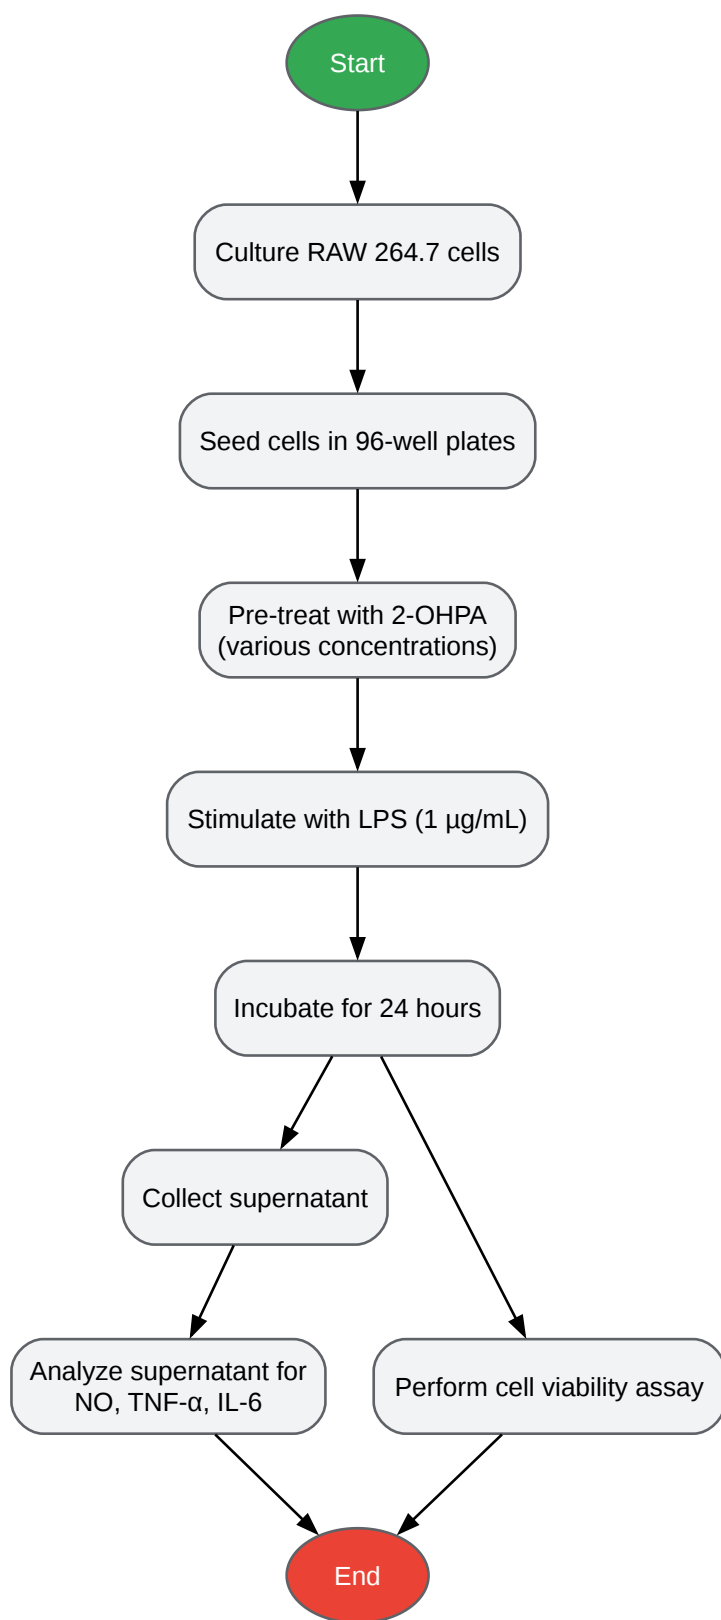 Start
Culture RAW 264.7 cells
Seed cells in 96-well plates
Pre-treat with 2-OHPA
(various concentrations)
Stimulate with LPS (1 µg/mL)
Incubate for 24 hours
Collect supernatant
Analyze supernatant for
NO, TNF-α, IL-6
Perform cell viability assay
End